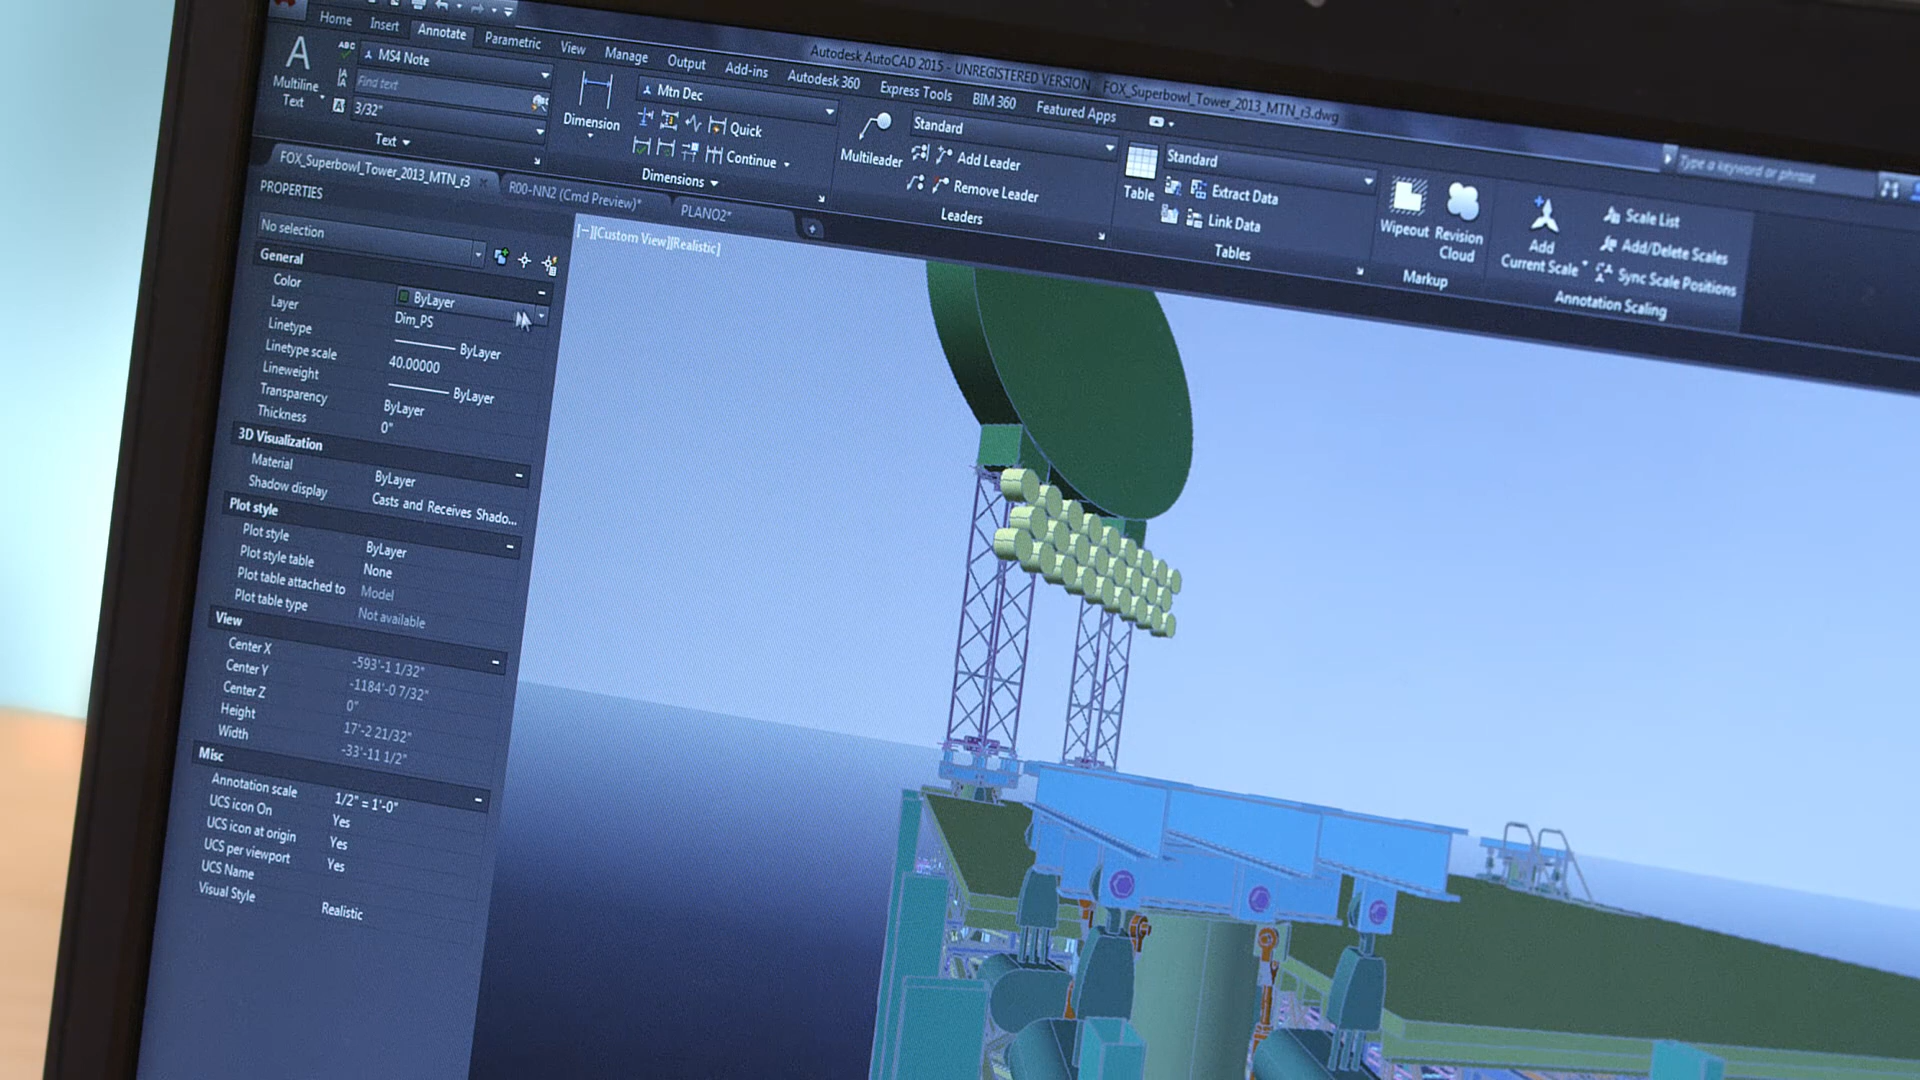 Autodesk AutoCAD 2015 - UNREGISTERED VERSION FOX_Superbowl_Tower_2013_MTN_r3.dwg
Type a keyword or phrase
Home Insert Annotate Parametric View Manage Output Add-ins Autodesk 360 Express Tools BIM 360 Featured Apps
A
Multiline
Text
ABC
MS4 Note
Find text
3/32"
Text
Dimension
Mtn Dec
Quick
Continue
Dimensions
Multileader
Standard
Add Leader
Remove Leader
Leaders
Table
Standard
Extract Data
Link Data
Tables
Wipeout
Revision
Cloud
Markup
Add
Current Scale
Scale List
Add/Delete Scales
Sync Scale Positions
Annotation Scaling
FOX_Superbowl_Tower_2013_MTN_r3 R00-NN2 (Cmd Preview)* PLANO2*
PROPERTIES
No selection
General
Color ByLayer
Layer Dim_PS
Linetype ByLayer
Linetype scale 40.00000
Lineweight ByLayer
Transparency ByLayer
Thickness 0"
3D Visualization
Material ByLayer
Shadow display Casts and Receives Shado...
Plot style
Plot style ByLayer
Plot style table None
Plot table attached to Model
Plot table type Not available
View
Center X -593'-1 1/32"
Center Y -1184'-0 7/32"
Center Z 0"
Height 17'-2 21/32"
Width -33'-11 1/2"
Misc
Annotation scale 1/2" = 1'-0"
UCS icon On Yes
UCS icon at origin Yes
UCS per viewport Yes
UCS Name
Visual Style Realistic
[−][Custom View][Realistic]